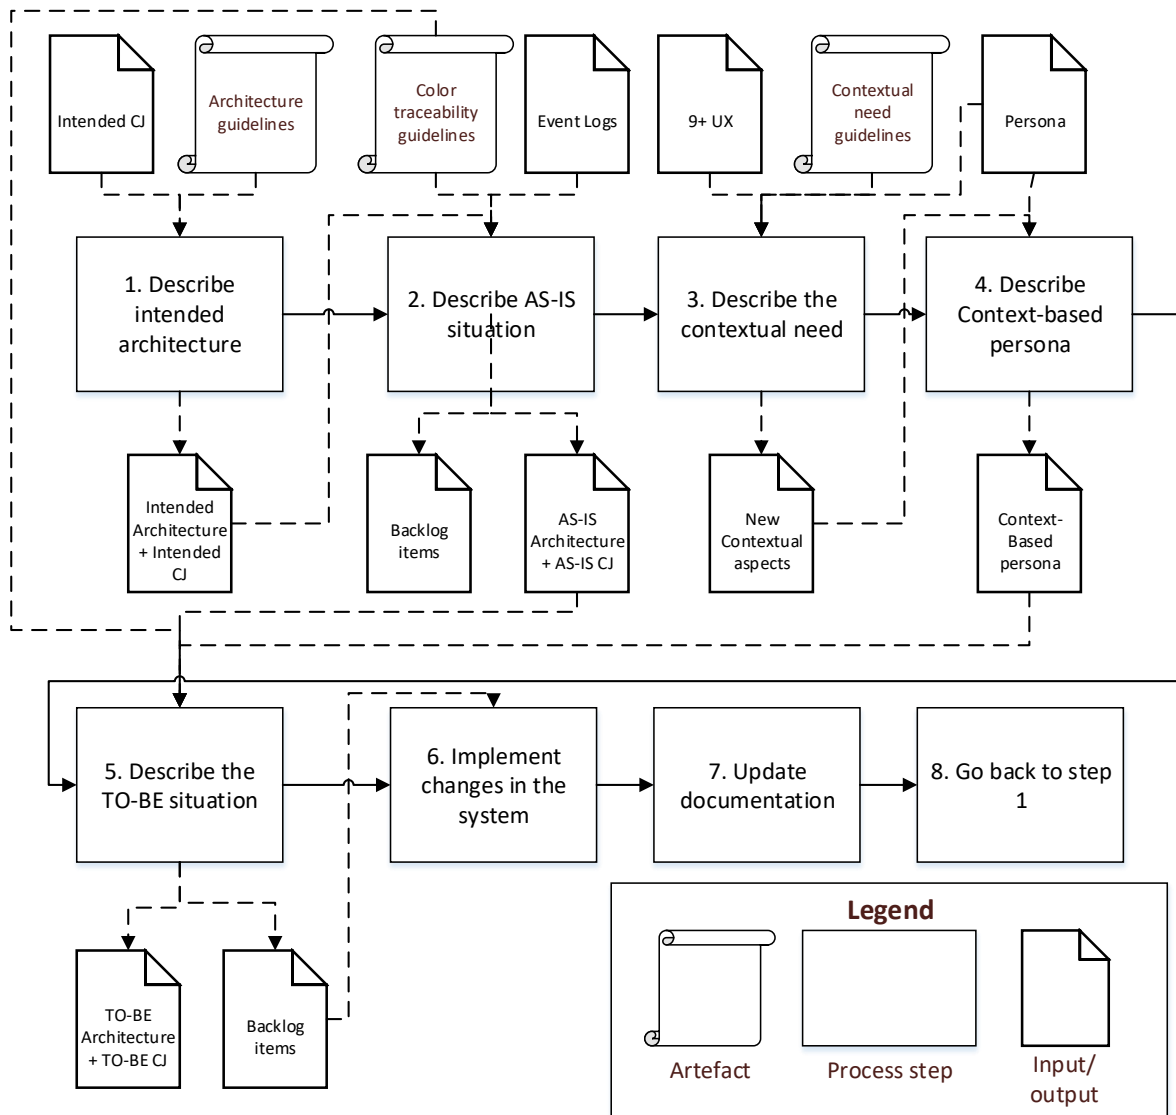 Intended CJ
Architecture
guidelines
Color
traceability
guidelines
Event Logs
9+ UX
Contextual
need
guidelines
Persona
1. Describe
intended
architecture
2. Describe AS-IS
situation
3. Describe the
contextual need
4. Describe
Context-based
persona
Intended
Architecture
+ Intended
CJ
Backlog
items
AS-IS
Architecture
+ AS-IS CJ
New
Contextual
aspects
Context-
Based
persona
5. Describe the
TO-BE situation
6. Implement
changes in the
system
7. Update
documentation
8. Go back to step
1
TO-BE
Architecture
+ TO-BE CJ
Backlog
items
Legend
Artefact
Process step
Input/
output